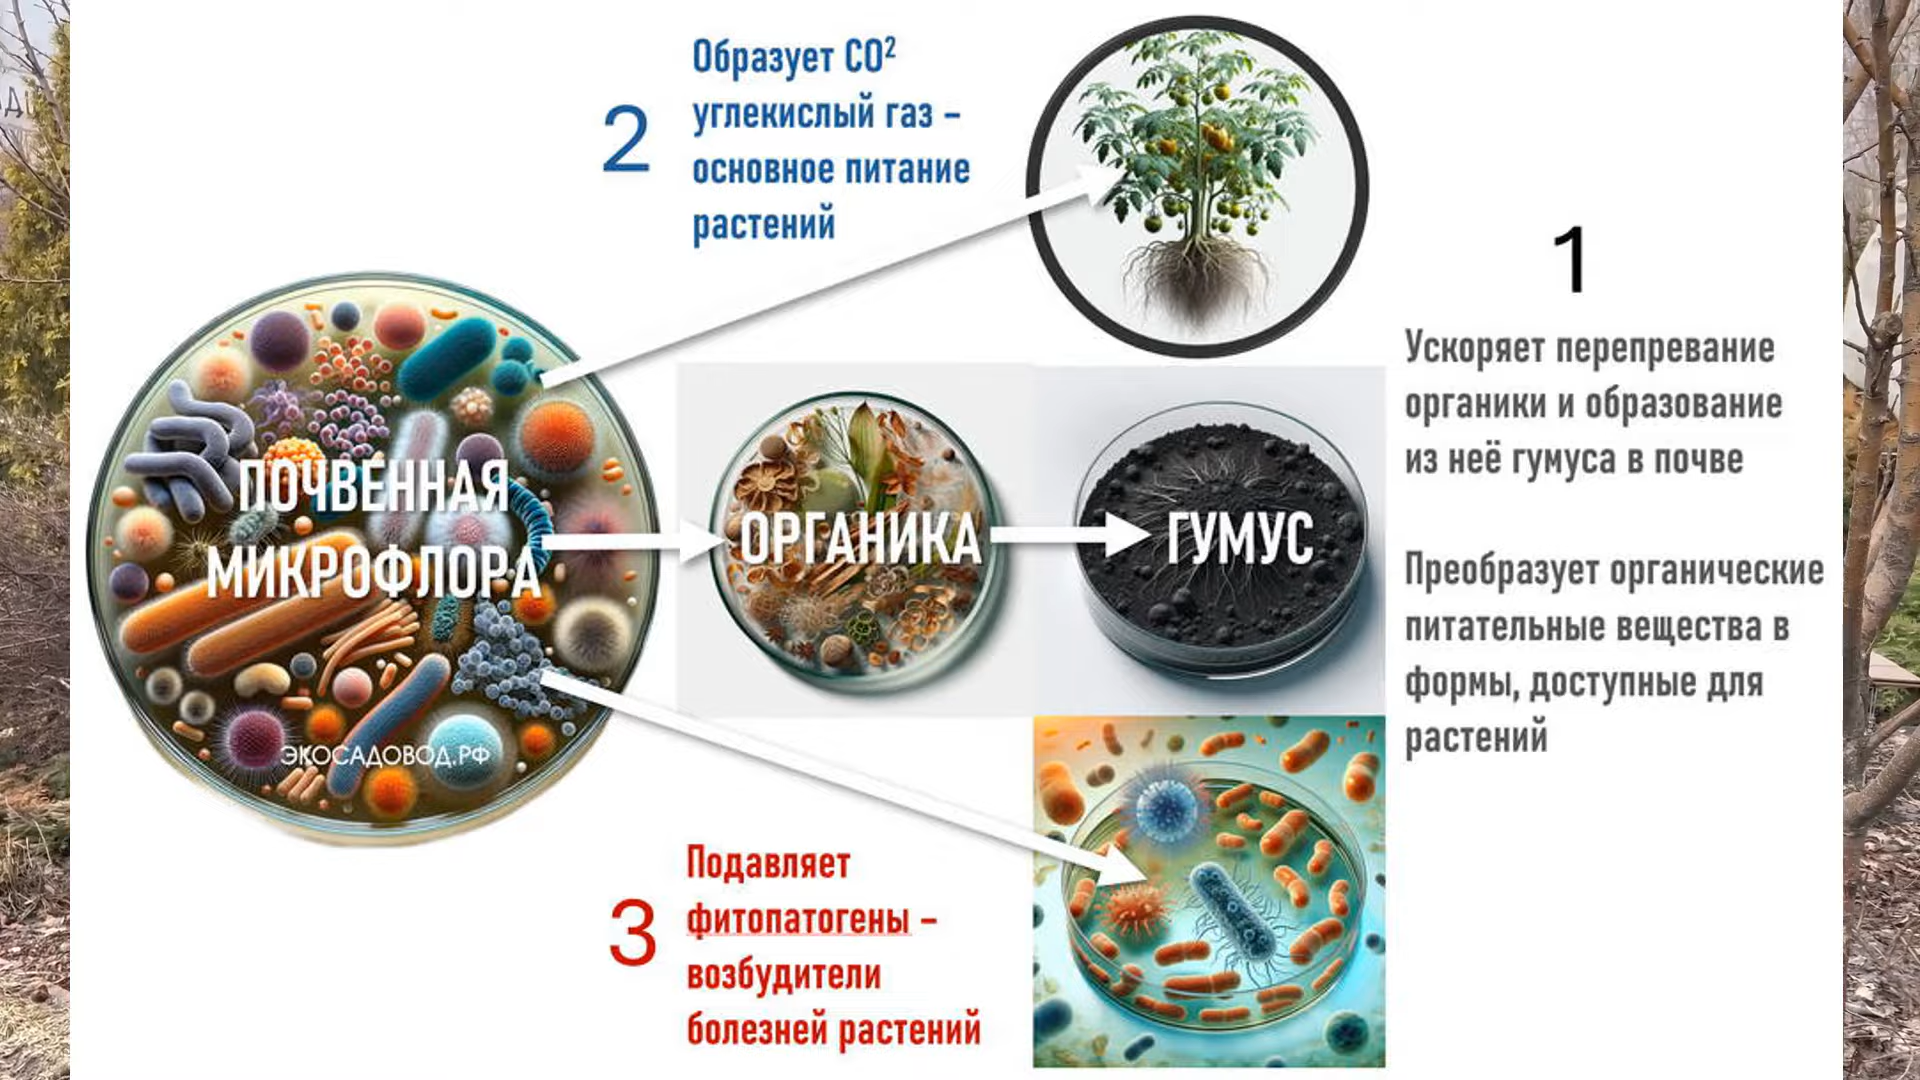 2
Образует CO²
углекислый газ –
основное питание
растений
1
Ускоряет перепревание
органики и образование
из неё гумуса в почве
Преобразует органические
питательные вещества в
формы, доступные для
растений
ПОЧВЕННАЯ
МИКРОФЛОРА
ОРГАНИКА
ГУМУС
ЭКОСАДОВОД.РФ
3
Подавляет
фитопатогены –
возбудители
болезней растений